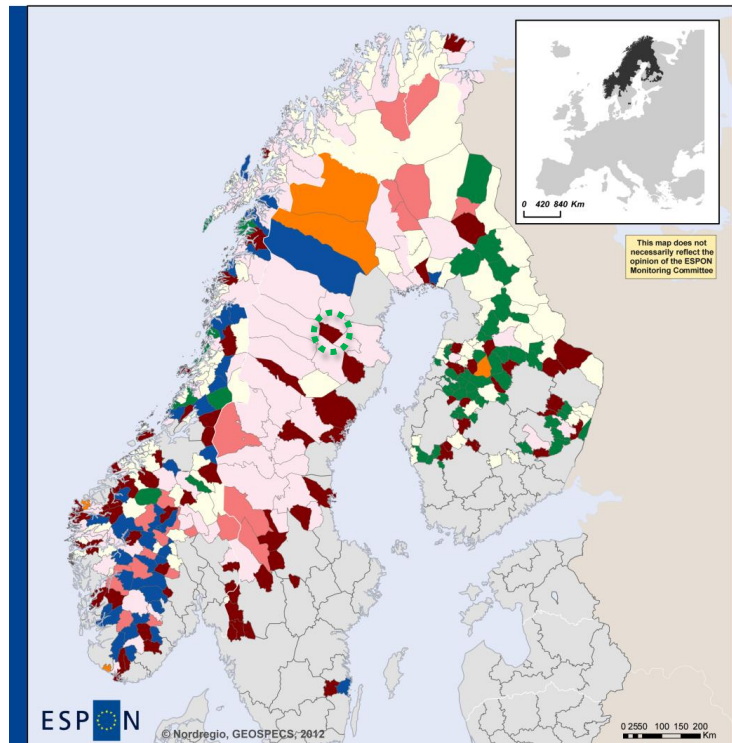 0 420 840 Km
This map does not
necessarily reflect the
opinion of the ESPON
Monitoring Committee
ESPON
© Nordregio, GEOSPECS, 2012
0 2550 100 150 200
Km